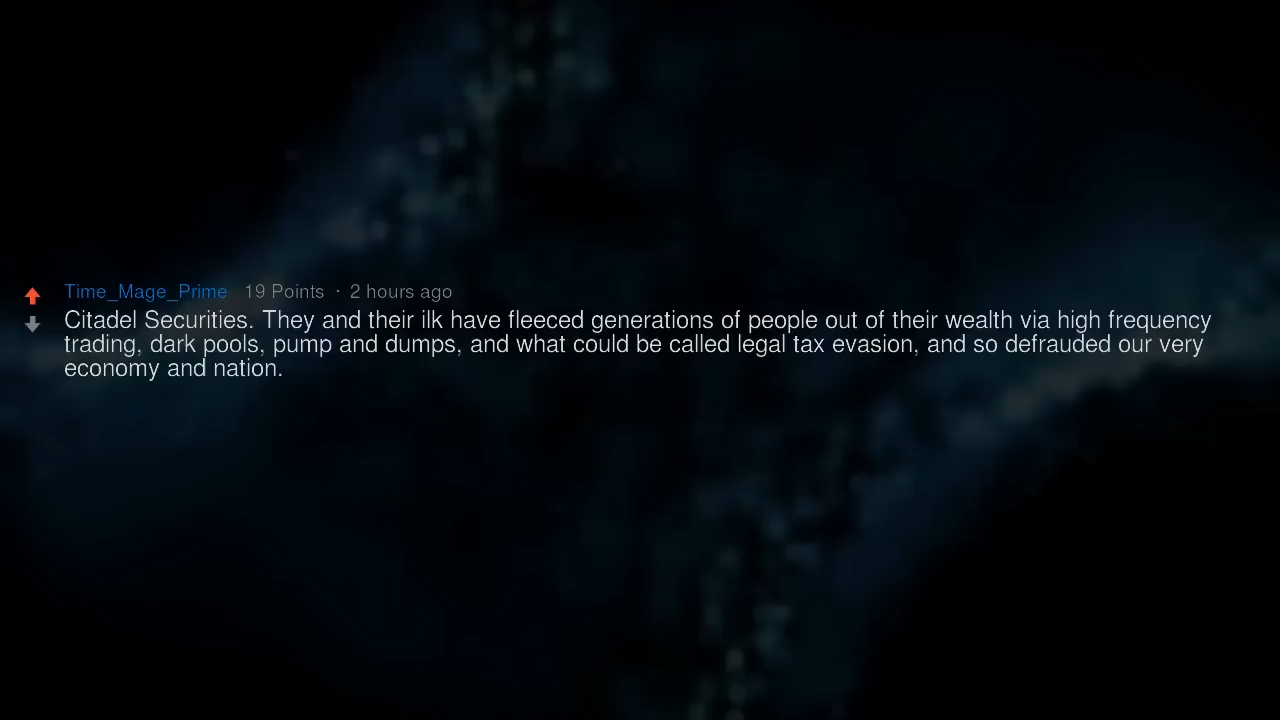 Time_Mage_Prime 19 Points · 2 hours ago
Citadel Securities. They and their ilk have fleeced generations of people out of their wealth via high frequency
trading, dark pools, pump and dumps, and what could be called legal tax evasion, and so defrauded our very
economy and nation.